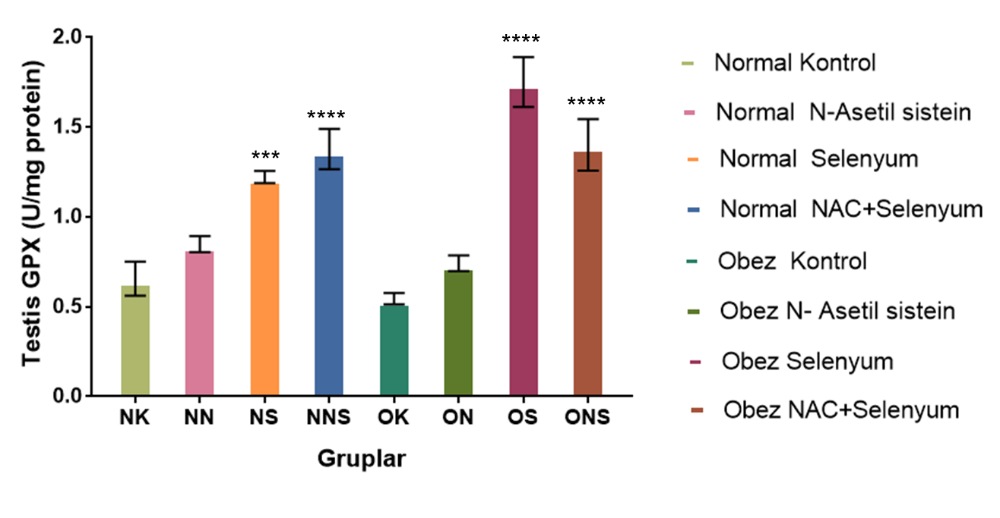 Testis GPX (U/mg protein)
2.0
1.5
1.0
0.5
0.0
***
****
****
****
NK NN NS NNS OK ON OS ONS
Gruplar
Normal Kontrol
Normal N-Asetil sistein
Normal Selenyum
Normal NAC+Selenyum
Obez Kontrol
Obez N- Asetil sistein
Obez Selenyum
Obez NAC+Selenyum